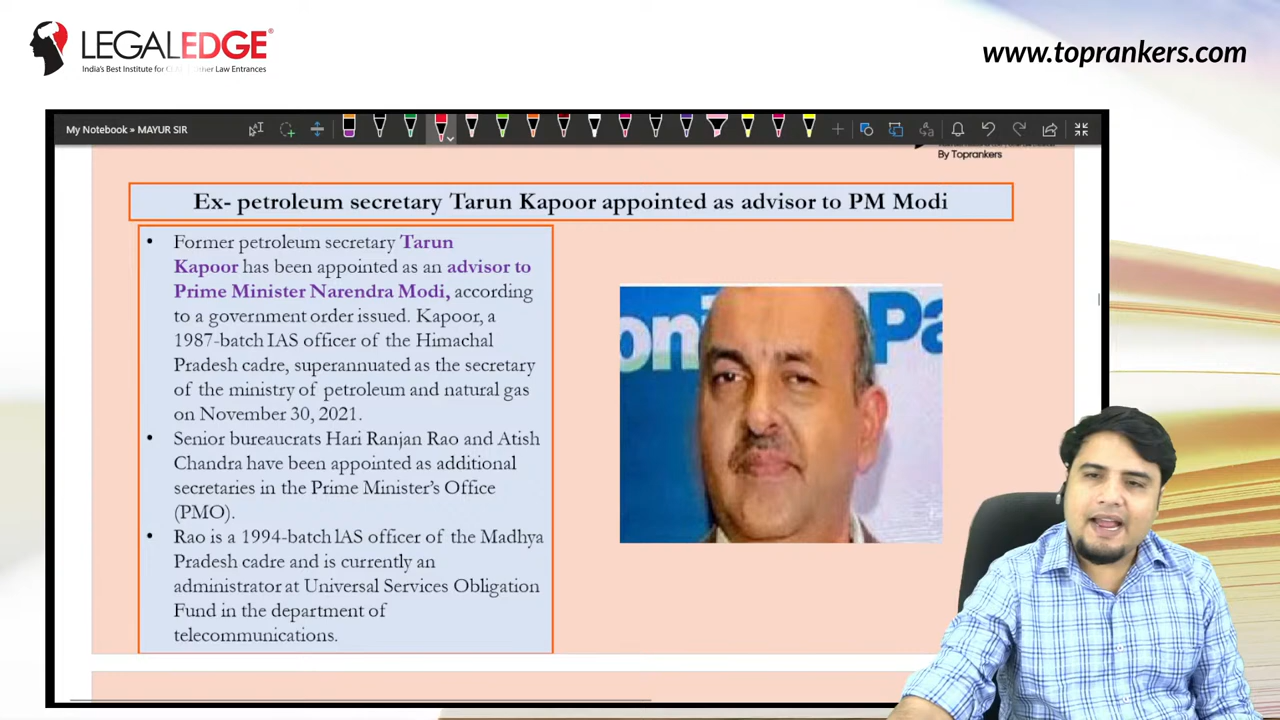 LEGALEDGE
India's Best Institute for Other Law Entrances
www.toprankers.com
My Notebook » MAYUR SIR
By Toprankers
Ex- petroleum secretary Tarun Kapoor appointed as advisor to PM Modi
• Former petroleum secretary Tarun
Kapoor has been appointed as an advisor to
Prime Minister Narendra Modi, according
to a government order issued. Kapoor, a
1987-batch IAS officer of the Himachal
Pradesh cadre, superannuated as the secretary
of the ministry of petroleum and natural gas
on November 30, 2021.
• Senior bureaucrats Hari Ranjan Rao and Atish
Chandra have been appointed as additional
secretaries in the Prime Minister's Office
(PMO).
• Rao is a 1994-batch IAS officer of the Madhya
Pradesh cadre and is currently an
administrator at Universal Services Obligation
Fund in the department of
telecommunications.